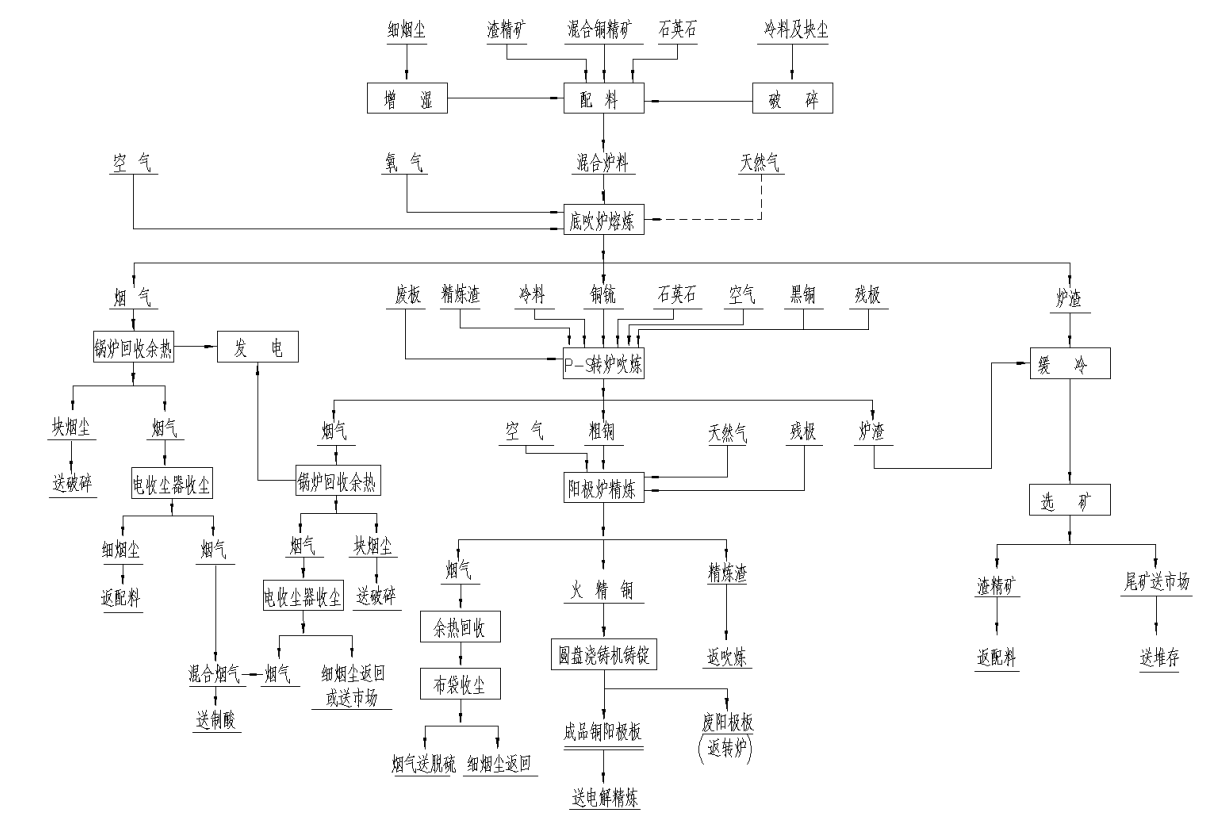 细烟尘
渣精矿
混合铜精矿
石英石
冷料及块尘
增 湿
配 料
破 碎
空 气
氧 气
混合炉料
天然气
底吹炉熔炼
烟 气
废板
精炼渣
冷料
铜锍
石英石
空气
黑铜
残极
炉渣
锅炉回收余热
发 电
P-S转炉吹炼
缓 冷
块烟尘
烟气
烟气
空 气
粗铜
天然气
残极
炉渣
送破碎
电收尘器收尘
锅炉回收余热
阳极炉精炼
选 矿
细烟尘
烟气
烟气
块烟尘
烟气
火 精 铜
精炼渣
渣精矿
尾矿送市场
返配料
电收尘器收尘
送破碎
余热回收
圆盘浇铸机铸锭
返吹炼
返配料
送堆存
混合烟气
烟气
细烟尘返回
或送市场
布袋收尘
送制酸
成品铜阳极板
废阳极板
(返转炉)
烟气送脱硫
细烟尘返回
送电解精炼